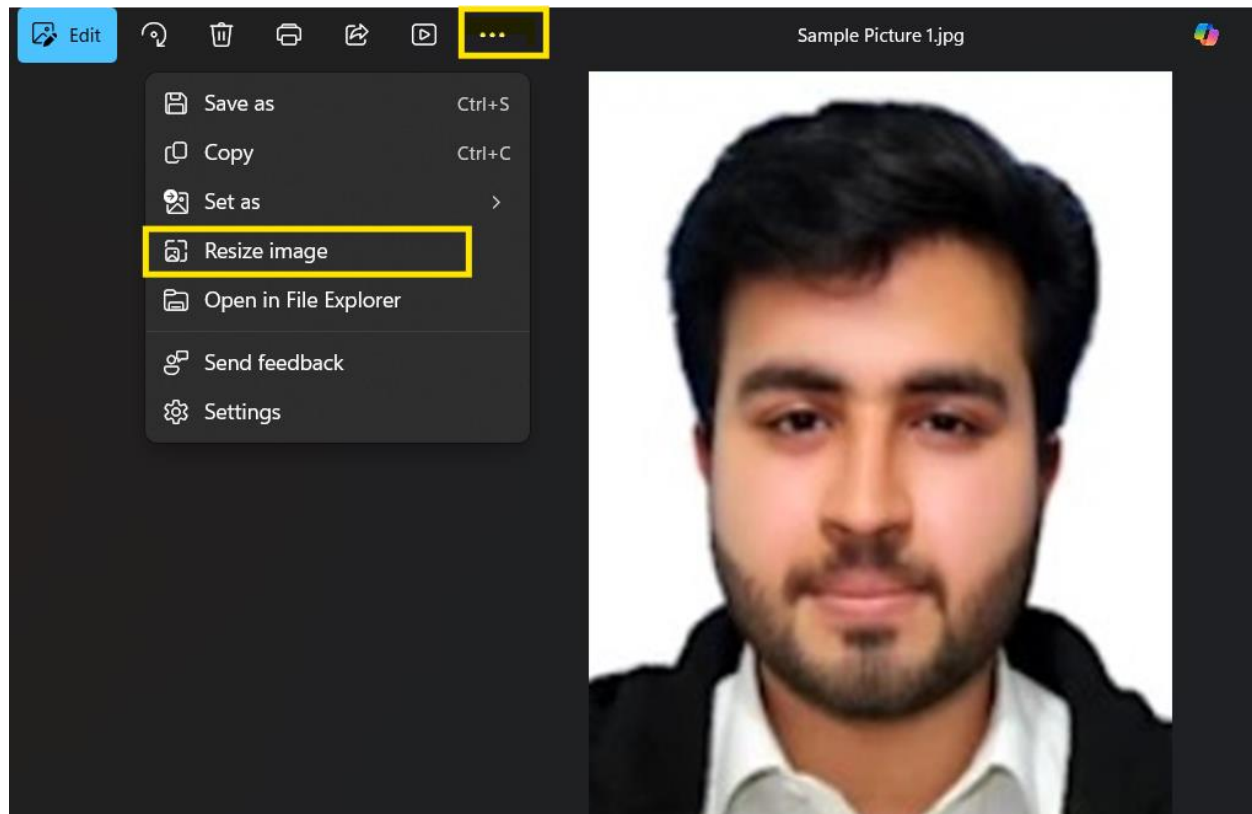 Edit
...
Sample Picture 1.jpg
Save as Ctrl+S
Copy Ctrl+C
Set as
Resize image
Open in File Explorer
Send feedback
Settings